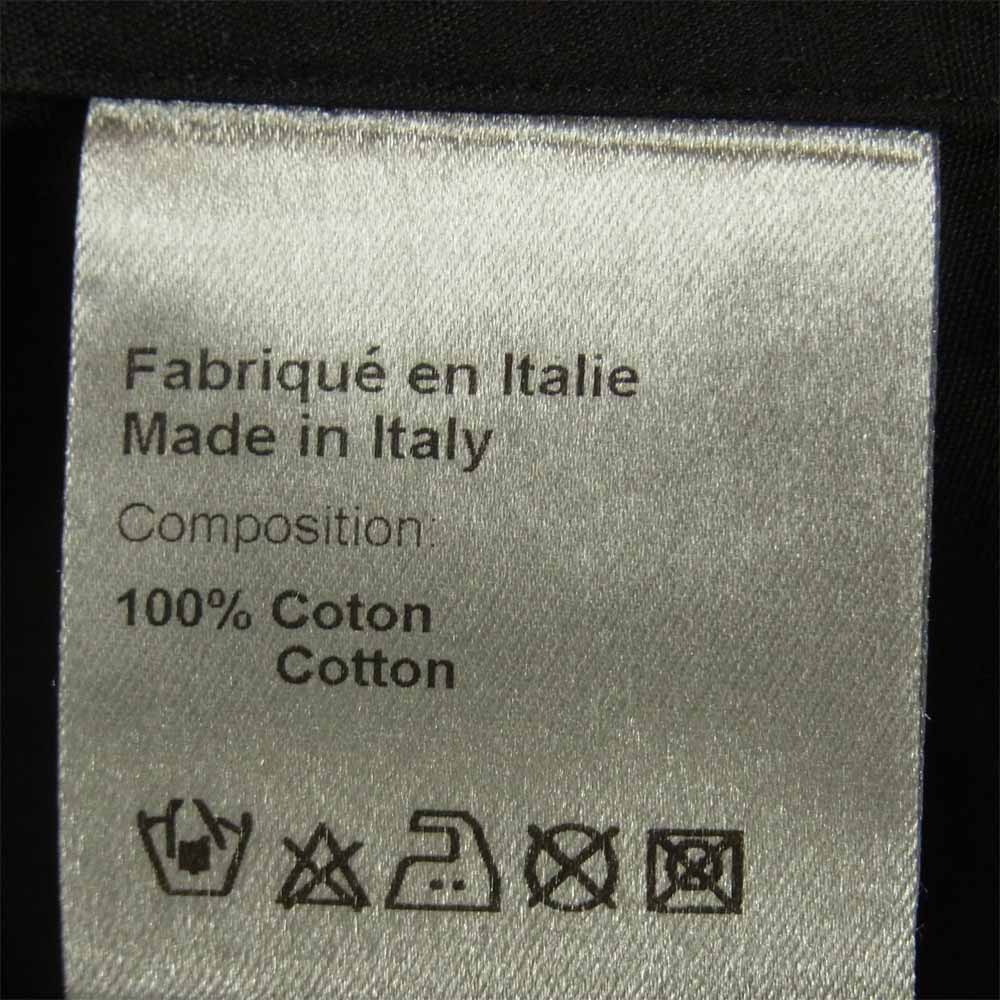 Fabriqué en Italie
Made in Italy
Composition:
100% Coton
Cotton